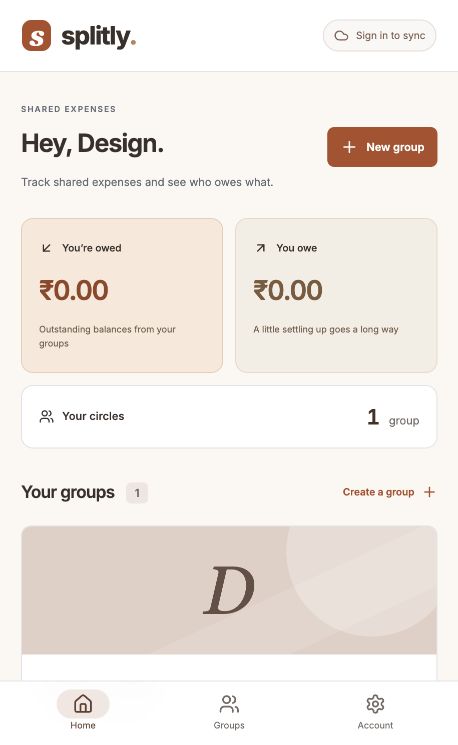 s splitly.
Sign in to sync
SHARED EXPENSES
Hey, Design.
New group
Track shared expenses and see who owes what.
You're owed
₹0.00
Outstanding balances from your
groups
You owe
₹0.00
A little settling up goes a long way
Your circles
1 group
Your groups 1
Create a group
D
Home
Groups
Account